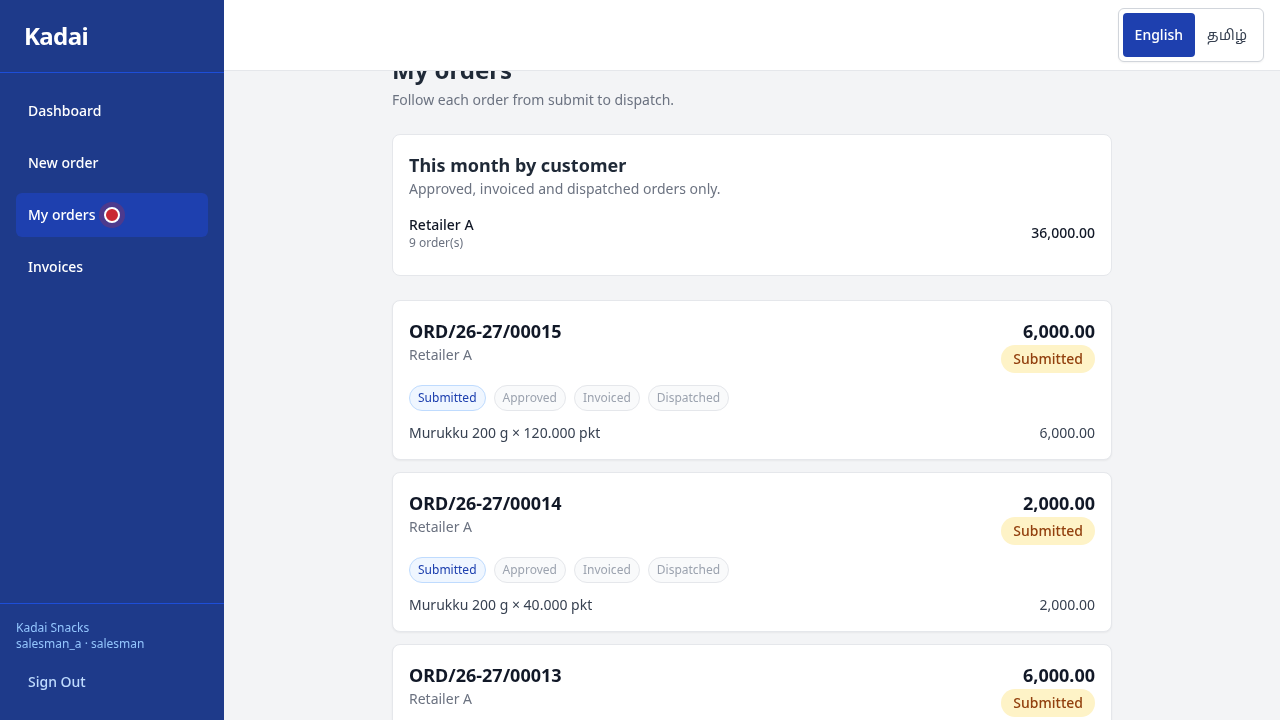 Kadai
Dashboard
New order
My orders
Invoices
Kadai Snacks
salesman_a · salesman
Sign Out
English
தமிழ்
My orders
Follow each order from submit to dispatch.
This month by customer
Approved, invoiced and dispatched orders only.
Retailer A
36,000.00
9 order(s)
ORD/26-27/00015
6,000.00
Retailer A
Submitted
Submitted Approved Invoiced Dispatched
Murukku 200 g × 120.000 pkt
6,000.00
ORD/26-27/00014
2,000.00
Retailer A
Submitted
Submitted Approved Invoiced Dispatched
Murukku 200 g × 40.000 pkt
2,000.00
ORD/26-27/00013
6,000.00
Retailer A
Submitted